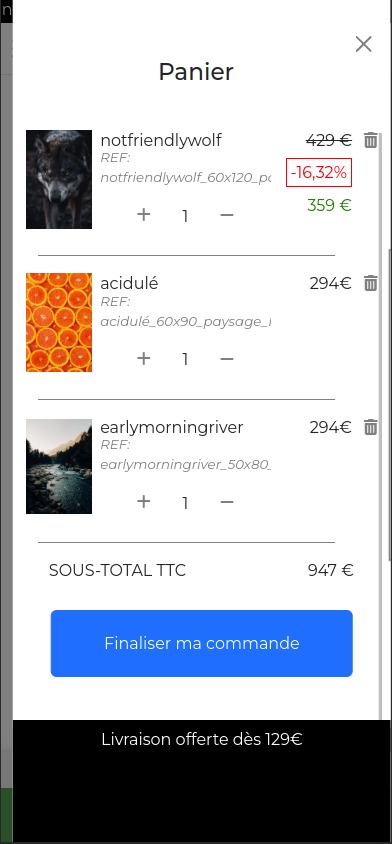 Panier
notfriendlywolf
429 €
REF:
notfriendlywolf_60x120_pc
-16,32%
+ 1 −
359 €
acidulé
294€
REF:
acidulé_60x90_paysage_
+ 1 −
earlymorningriver
294€
REF:
earlymorningriver_50x80_
+ 1 −
SOUS-TOTAL TTC
947 €
Finaliser ma commande
Livraison offerte dès 129€